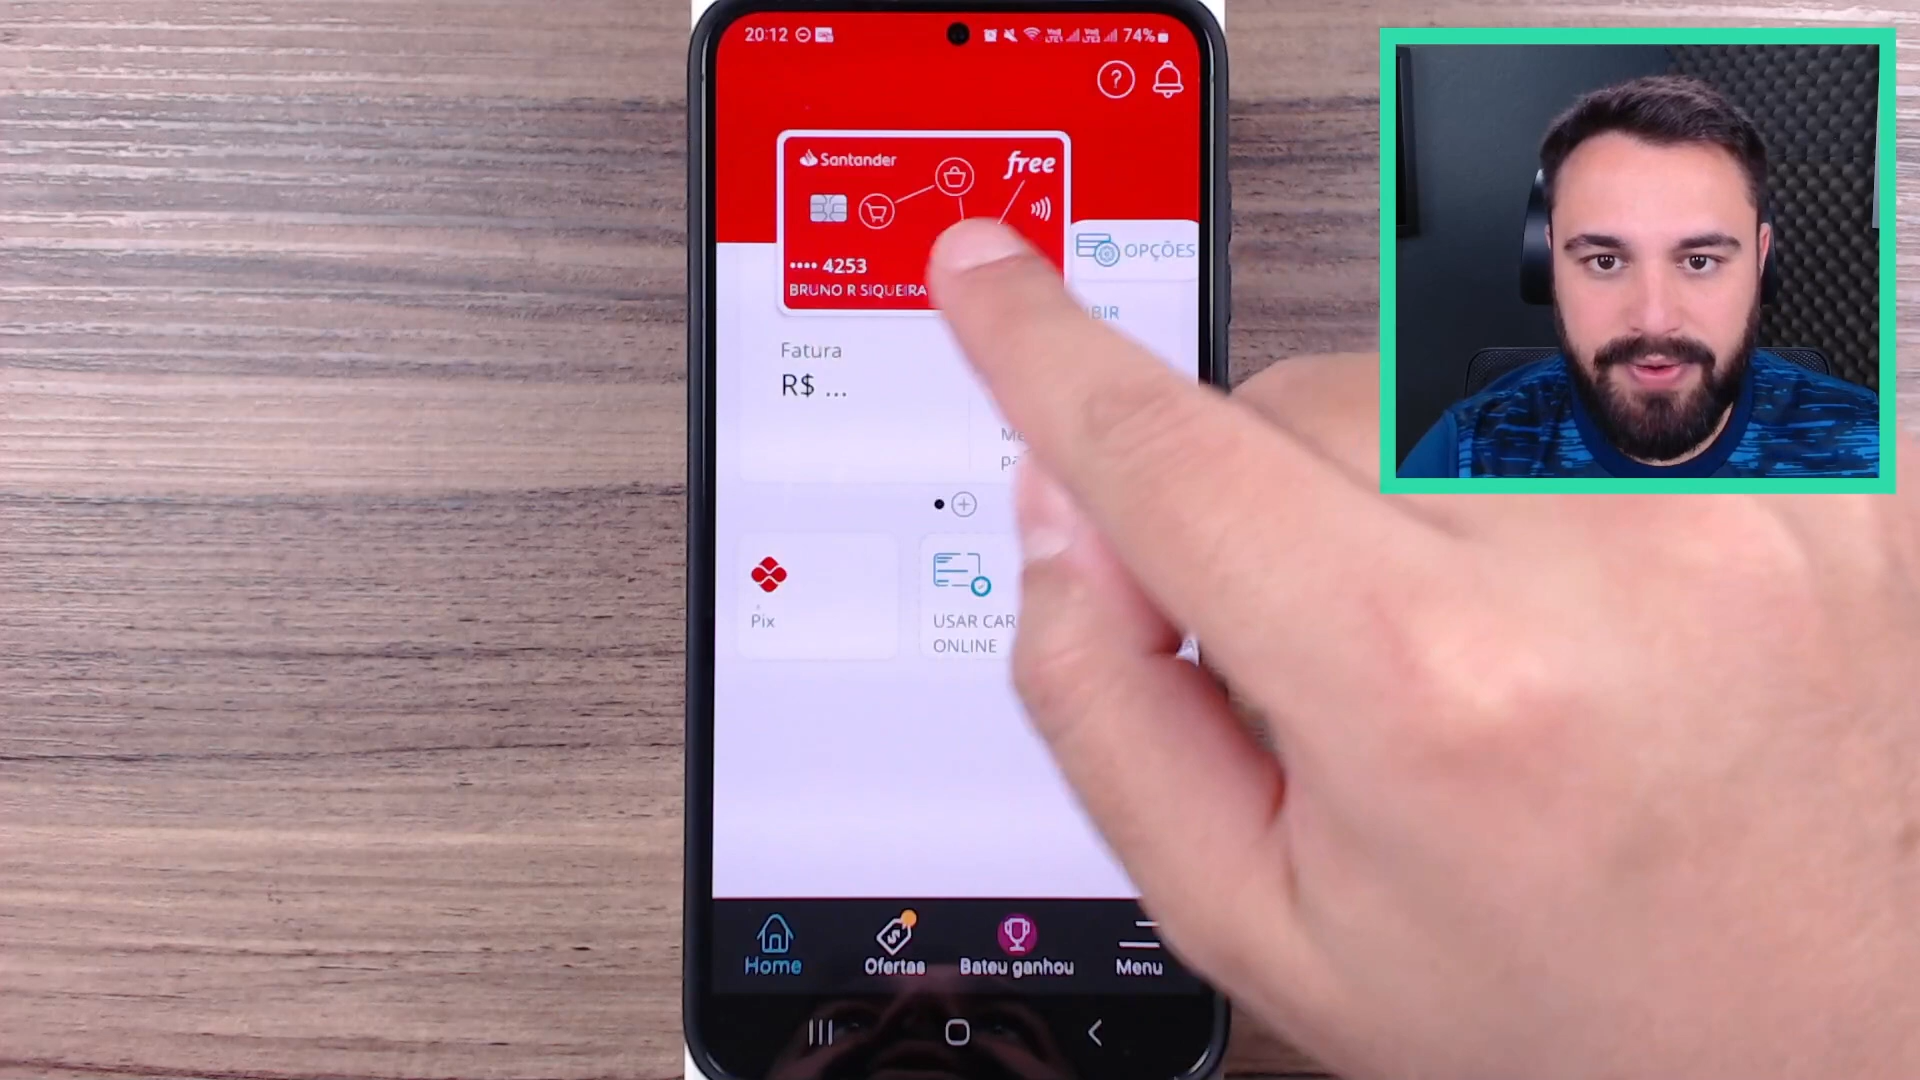 20:12
74%
Santander
free
•••• 4253
BRUNO R SIQUEIRA
OPÇÕES
Fatura
R$ ...
Pix
USAR CAR
ONLINE
Home
Ofertas
Bateu ganhou
Menu